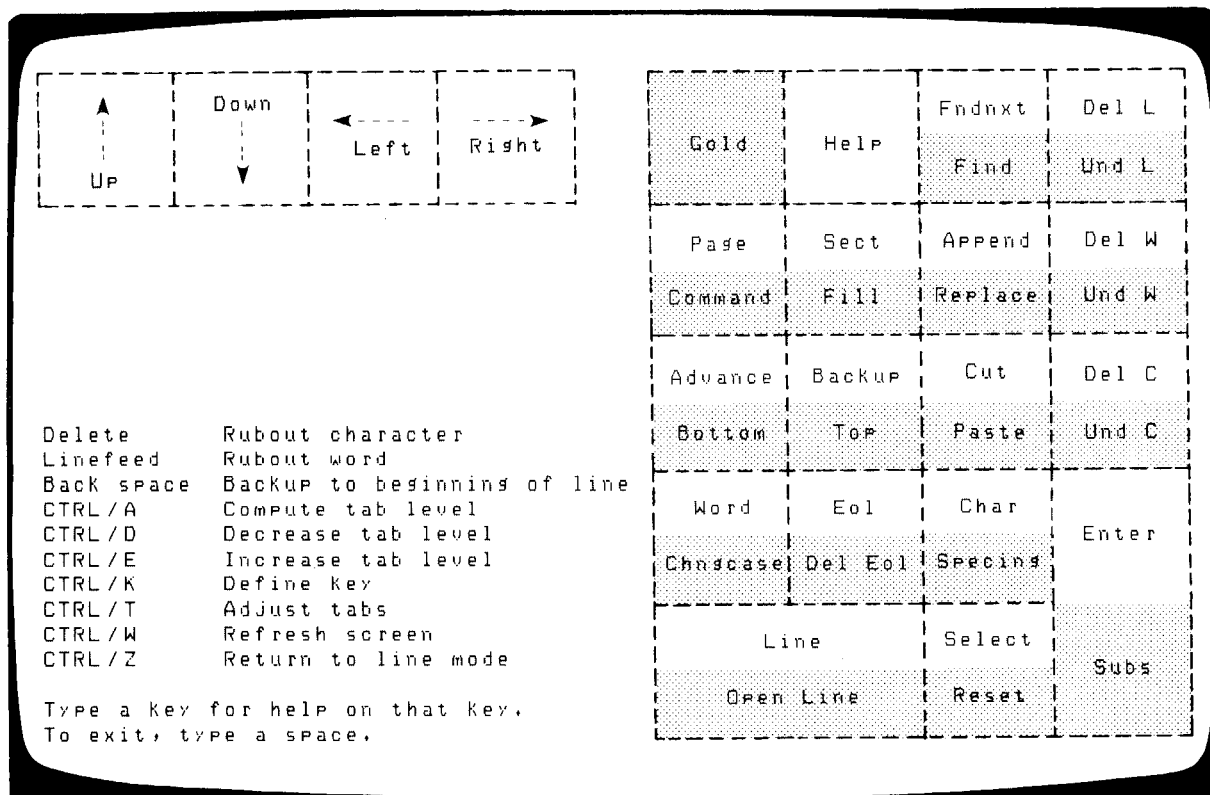 Up
Down
Left
Right
Delete Rubout character
Linefeed Rubout word
Back space Backup to beginning of line
CTRL/A Compute tab level
CTRL/D Decrease tab level
CTRL/E Increase tab level
CTRL/K Define Key
CTRL/T Adjust tabs
CTRL/W Refresh screen
CTRL/Z Return to line mode
Type a Key for help on that Key.
To exit, type a space.
Gold
Help
Fndnxt
Find
Del L
Und L
Page
Command
Sect
Fill
Append
Replace
Del W
Und W
Advance
Bottom
Backup
Top
Cut
Paste
Del C
Und C
Word
Chngcase
Eol
Del Eol
Char
Specins
Enter
Subs
Line
Open Line
Select
Reset